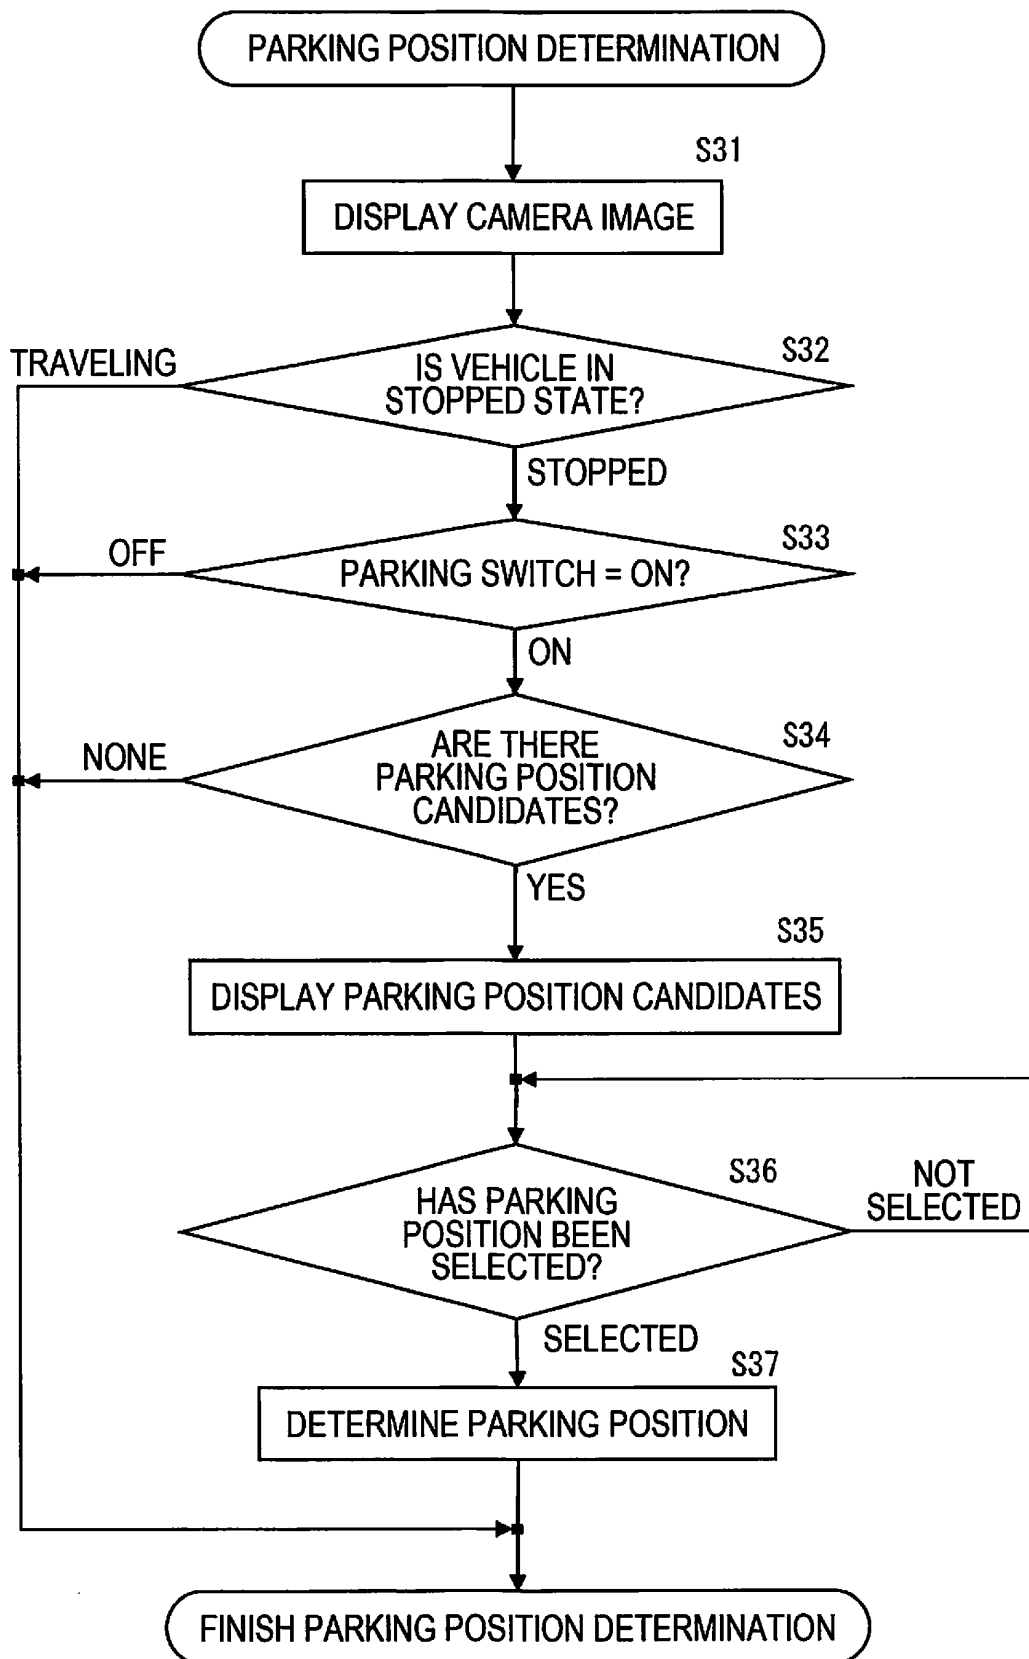 PARKING POSITION DETERMINATION
S31
DISPLAY CAMERA IMAGE
TRAVELING
S32
IS VEHICLE IN
STOPPED STATE?
STOPPED
OFF
S33
PARKING SWITCH = ON?
ON
NONE
S34
ARE THERE
PARKING POSITION
CANDIDATES?
YES
S35
DISPLAY PARKING POSITION CANDIDATES
S36
NOT
SELECTED
HAS PARKING
POSITION BEEN
SELECTED?
SELECTED
S37
DETERMINE PARKING POSITION
FINISH PARKING POSITION DETERMINATION